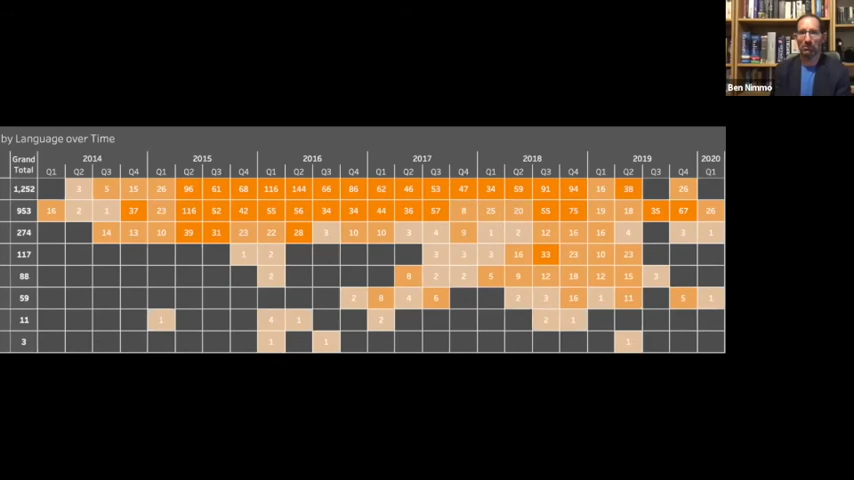 Ben Nimmo
by Language over Time
Grand Total 2014 2015 2016 2017 2018 2019 2020
Q1 Q2 Q3 Q4 Q1 Q2 Q3 Q4 Q1 Q2 Q3 Q4 Q1 Q2 Q3 Q4 Q1 Q2 Q3 Q4 Q1 Q2 Q3 Q4 Q1
1,252 3 5 15 26 96 61 68 116 144 66 86 62 46 53 47 34 59 91 94 16 38 26
953 16 2 1 37 23 116 52 42 55 56 34 34 44 36 57 8 25 20 55 75 19 18 35 67 26
274 14 13 10 39 31 23 22 28 3 10 10 3 4 9 1 2 12 16 16 4 3 1
117 1 2 3 3 3 16 33 23 10 23
88 2 8 2 2 5 9 12 18 12 15 3
59 2 8 4 6 2 3 16 1 11 5 1
11 1 4 1 2 2 1
3 1 1 1